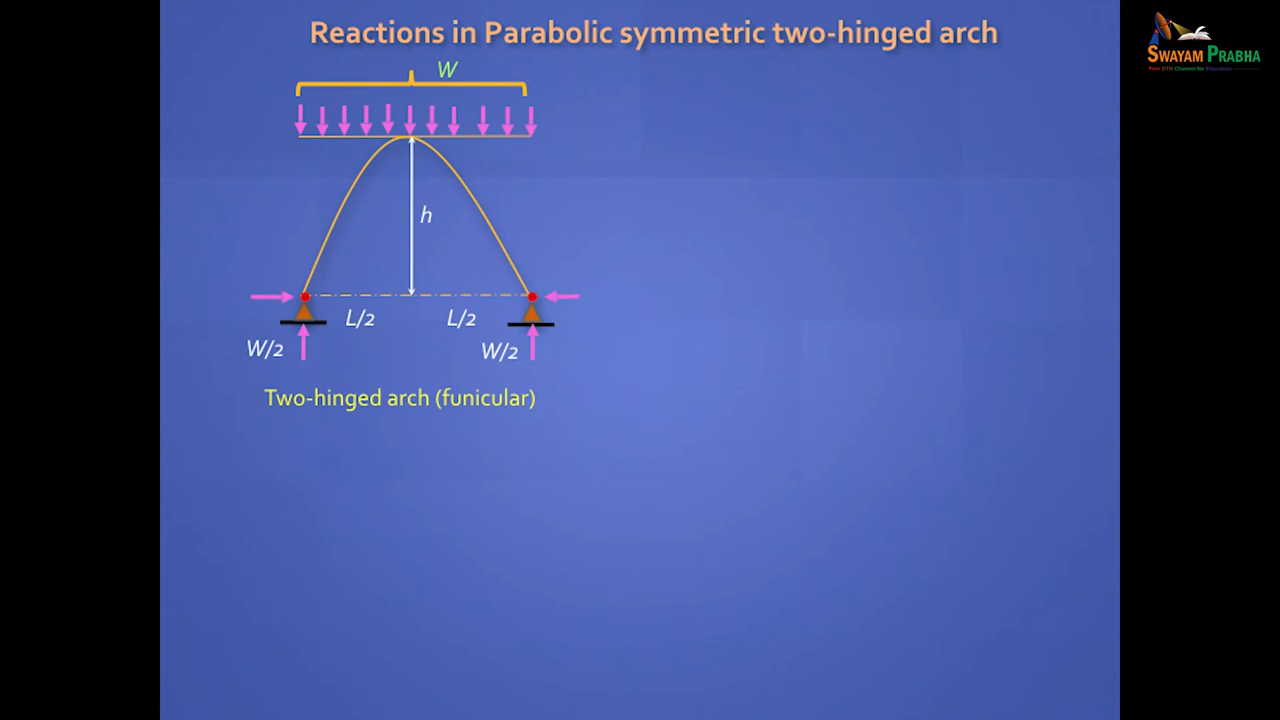 Reactions in Parabolic symmetric two-hinged arch
SWAYAM PRABHA
W
h
L/2 L/2
W/2 W/2
Two-hinged arch (funicular)